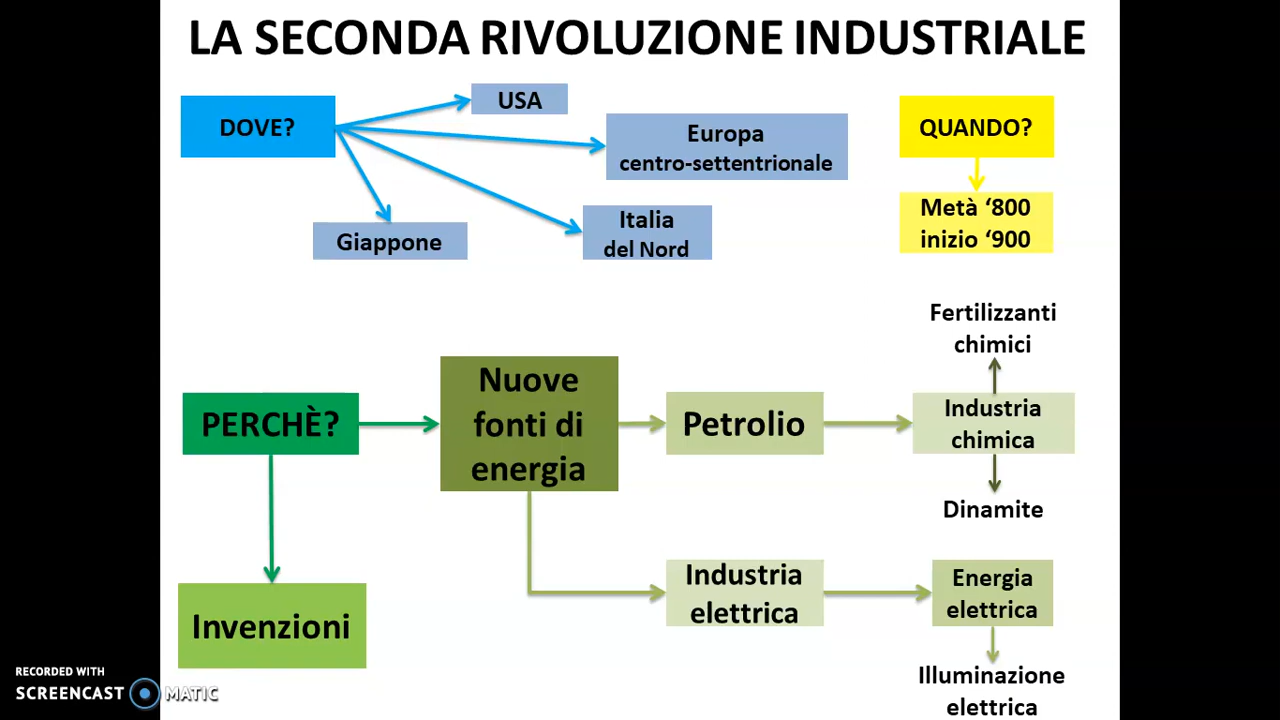 LA SECONDA RIVOLUZIONE INDUSTRIALE
DOVE?
USA
Europa
centro-settentrionale
Italia
del Nord
Giappone
QUANDO?
Metà ‘800
inizio ‘900
PERCHÈ?
Nuove
fonti di
energia
Petrolio
Industria
chimica
Fertilizzanti
chimici
Dinamite
Industria
elettrica
Energia
elettrica
Illuminazione
elettrica
Invenzioni
RECORDED WITH
SCREENCAST MATIC